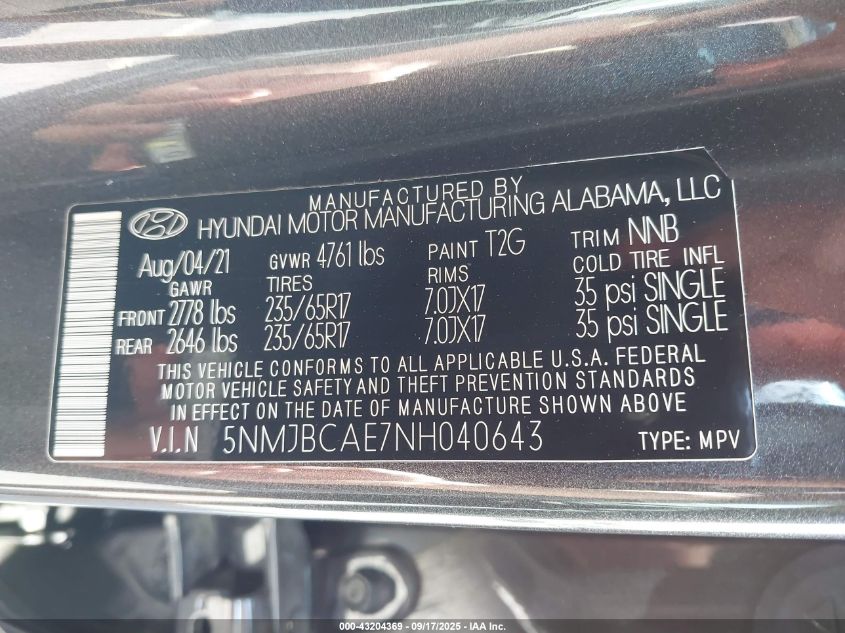 MANUFACTURED BY
HYUNDAI MOTOR MANUFACTURING ALABAMA, LLC
Aug/04/21 GVWR 4761 lbs PAINT T2G TRIM NNB
GAWR TIRES RIMS COLD TIRE INFL
FRONT 2778 lbs 235/65R17 7.0JX17 35 psi SINGLE
REAR 2646 lbs 235/65R17 7.0JX17 35 psi SINGLE
THIS VEHICLE CONFORMS TO ALL APPLICABLE U.S.A. FEDERAL
MOTOR VEHICLE SAFETY AND THEFT PREVENTION STANDARDS
IN EFFECT ON THE DATE OF MANUFACTURE SHOWN ABOVE
V.I.N 5NMJBCAE7NH040643 TYPE: MPV
000-43204369 - 09/17/2025 - IAA Inc.